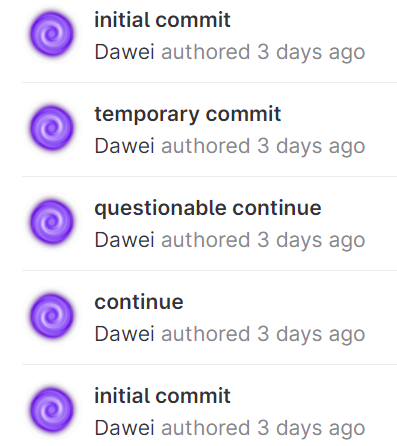 initial commit
Dawei authored 3 days ago
temporary commit
Dawei authored 3 days ago
questionable continue
Dawei authored 3 days ago
continue
Dawei authored 3 days ago
initial commit
Dawei authored 3 days ago